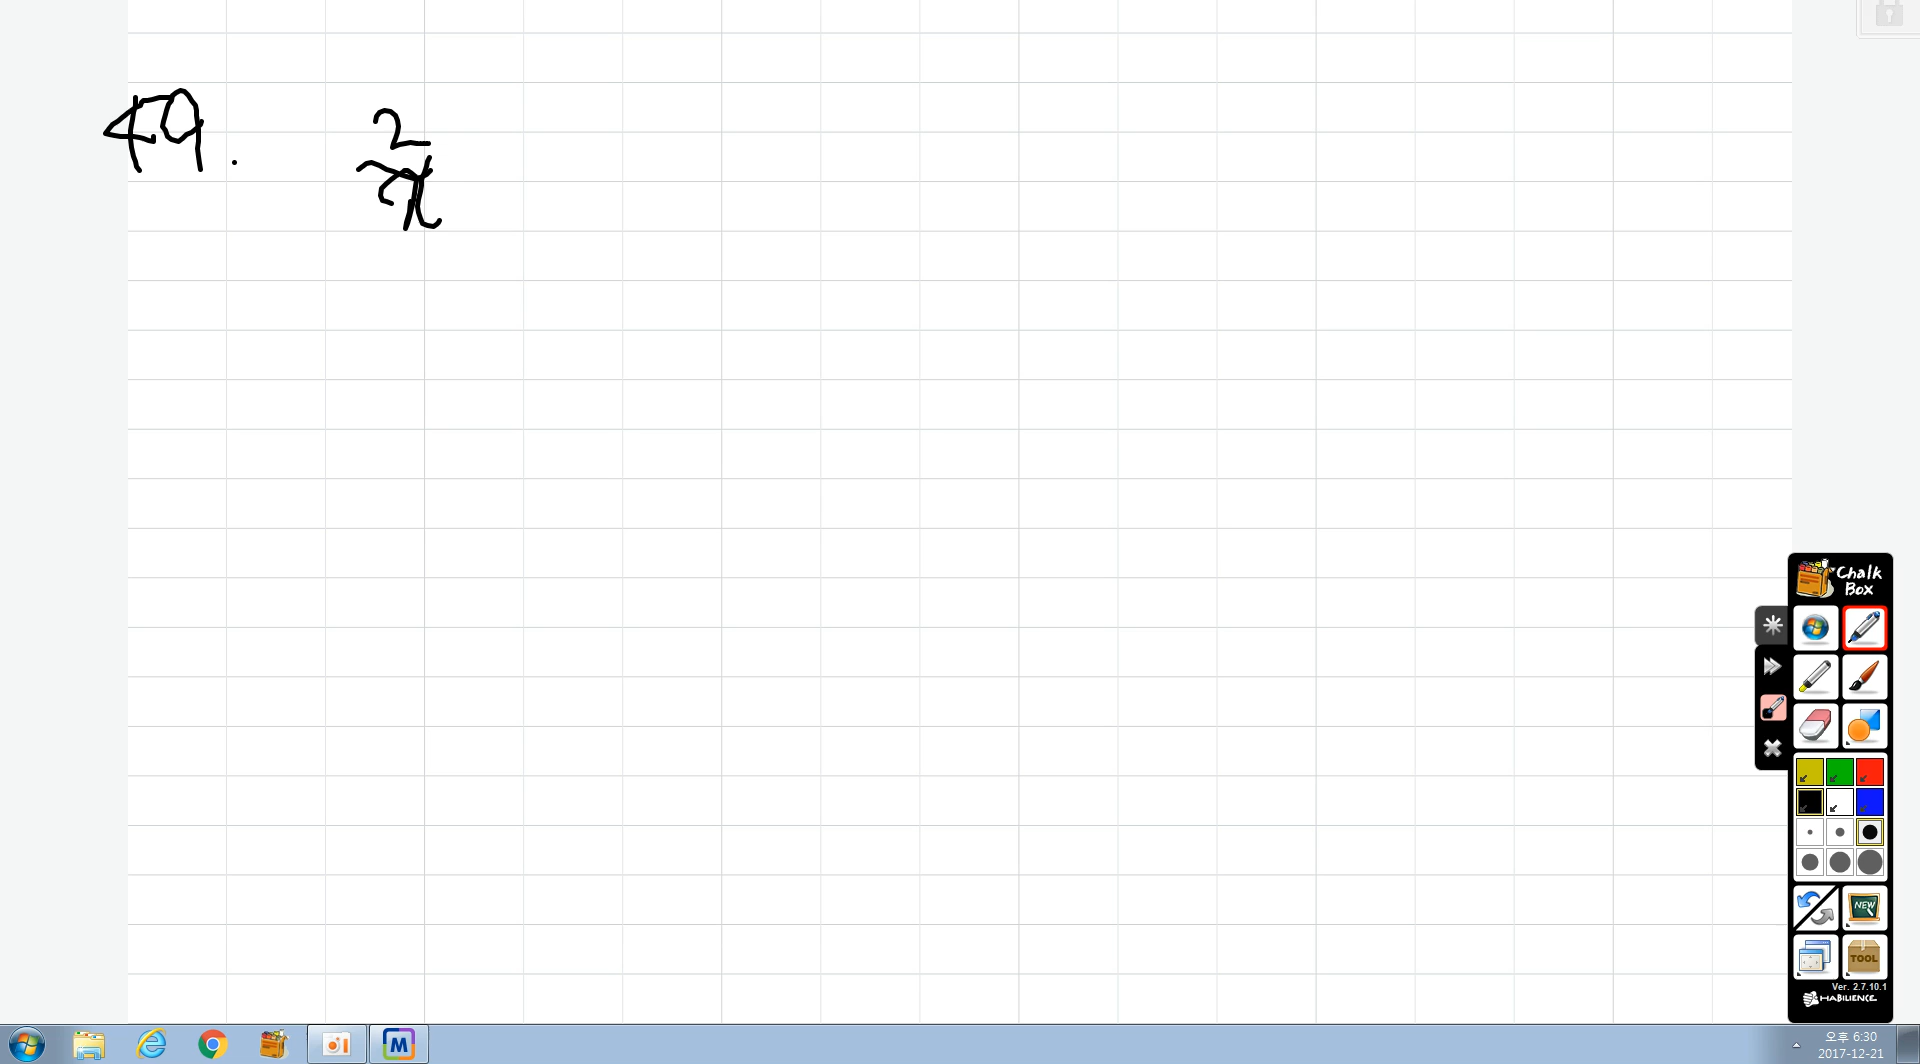 49.
2
π
Chalk
Box
NEW
TOOL
Ver. 2.7.10.1
HABILIENCE
M
오후 6:30
2017-12-21